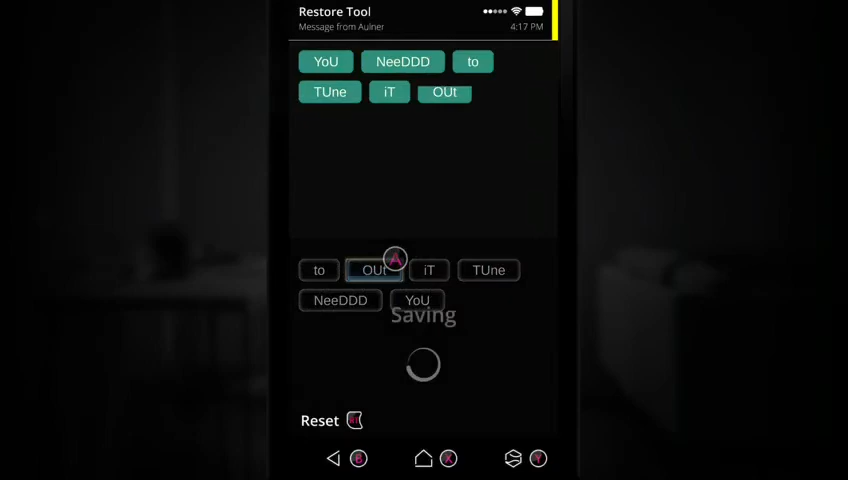 Restore Tool
Message from Aulner
4:17 PM
YoU NeeDDD to
TUne iT OUt
to OUt A iT TUne
NeeDDD YoU
Saving
Reset RT
B X Y